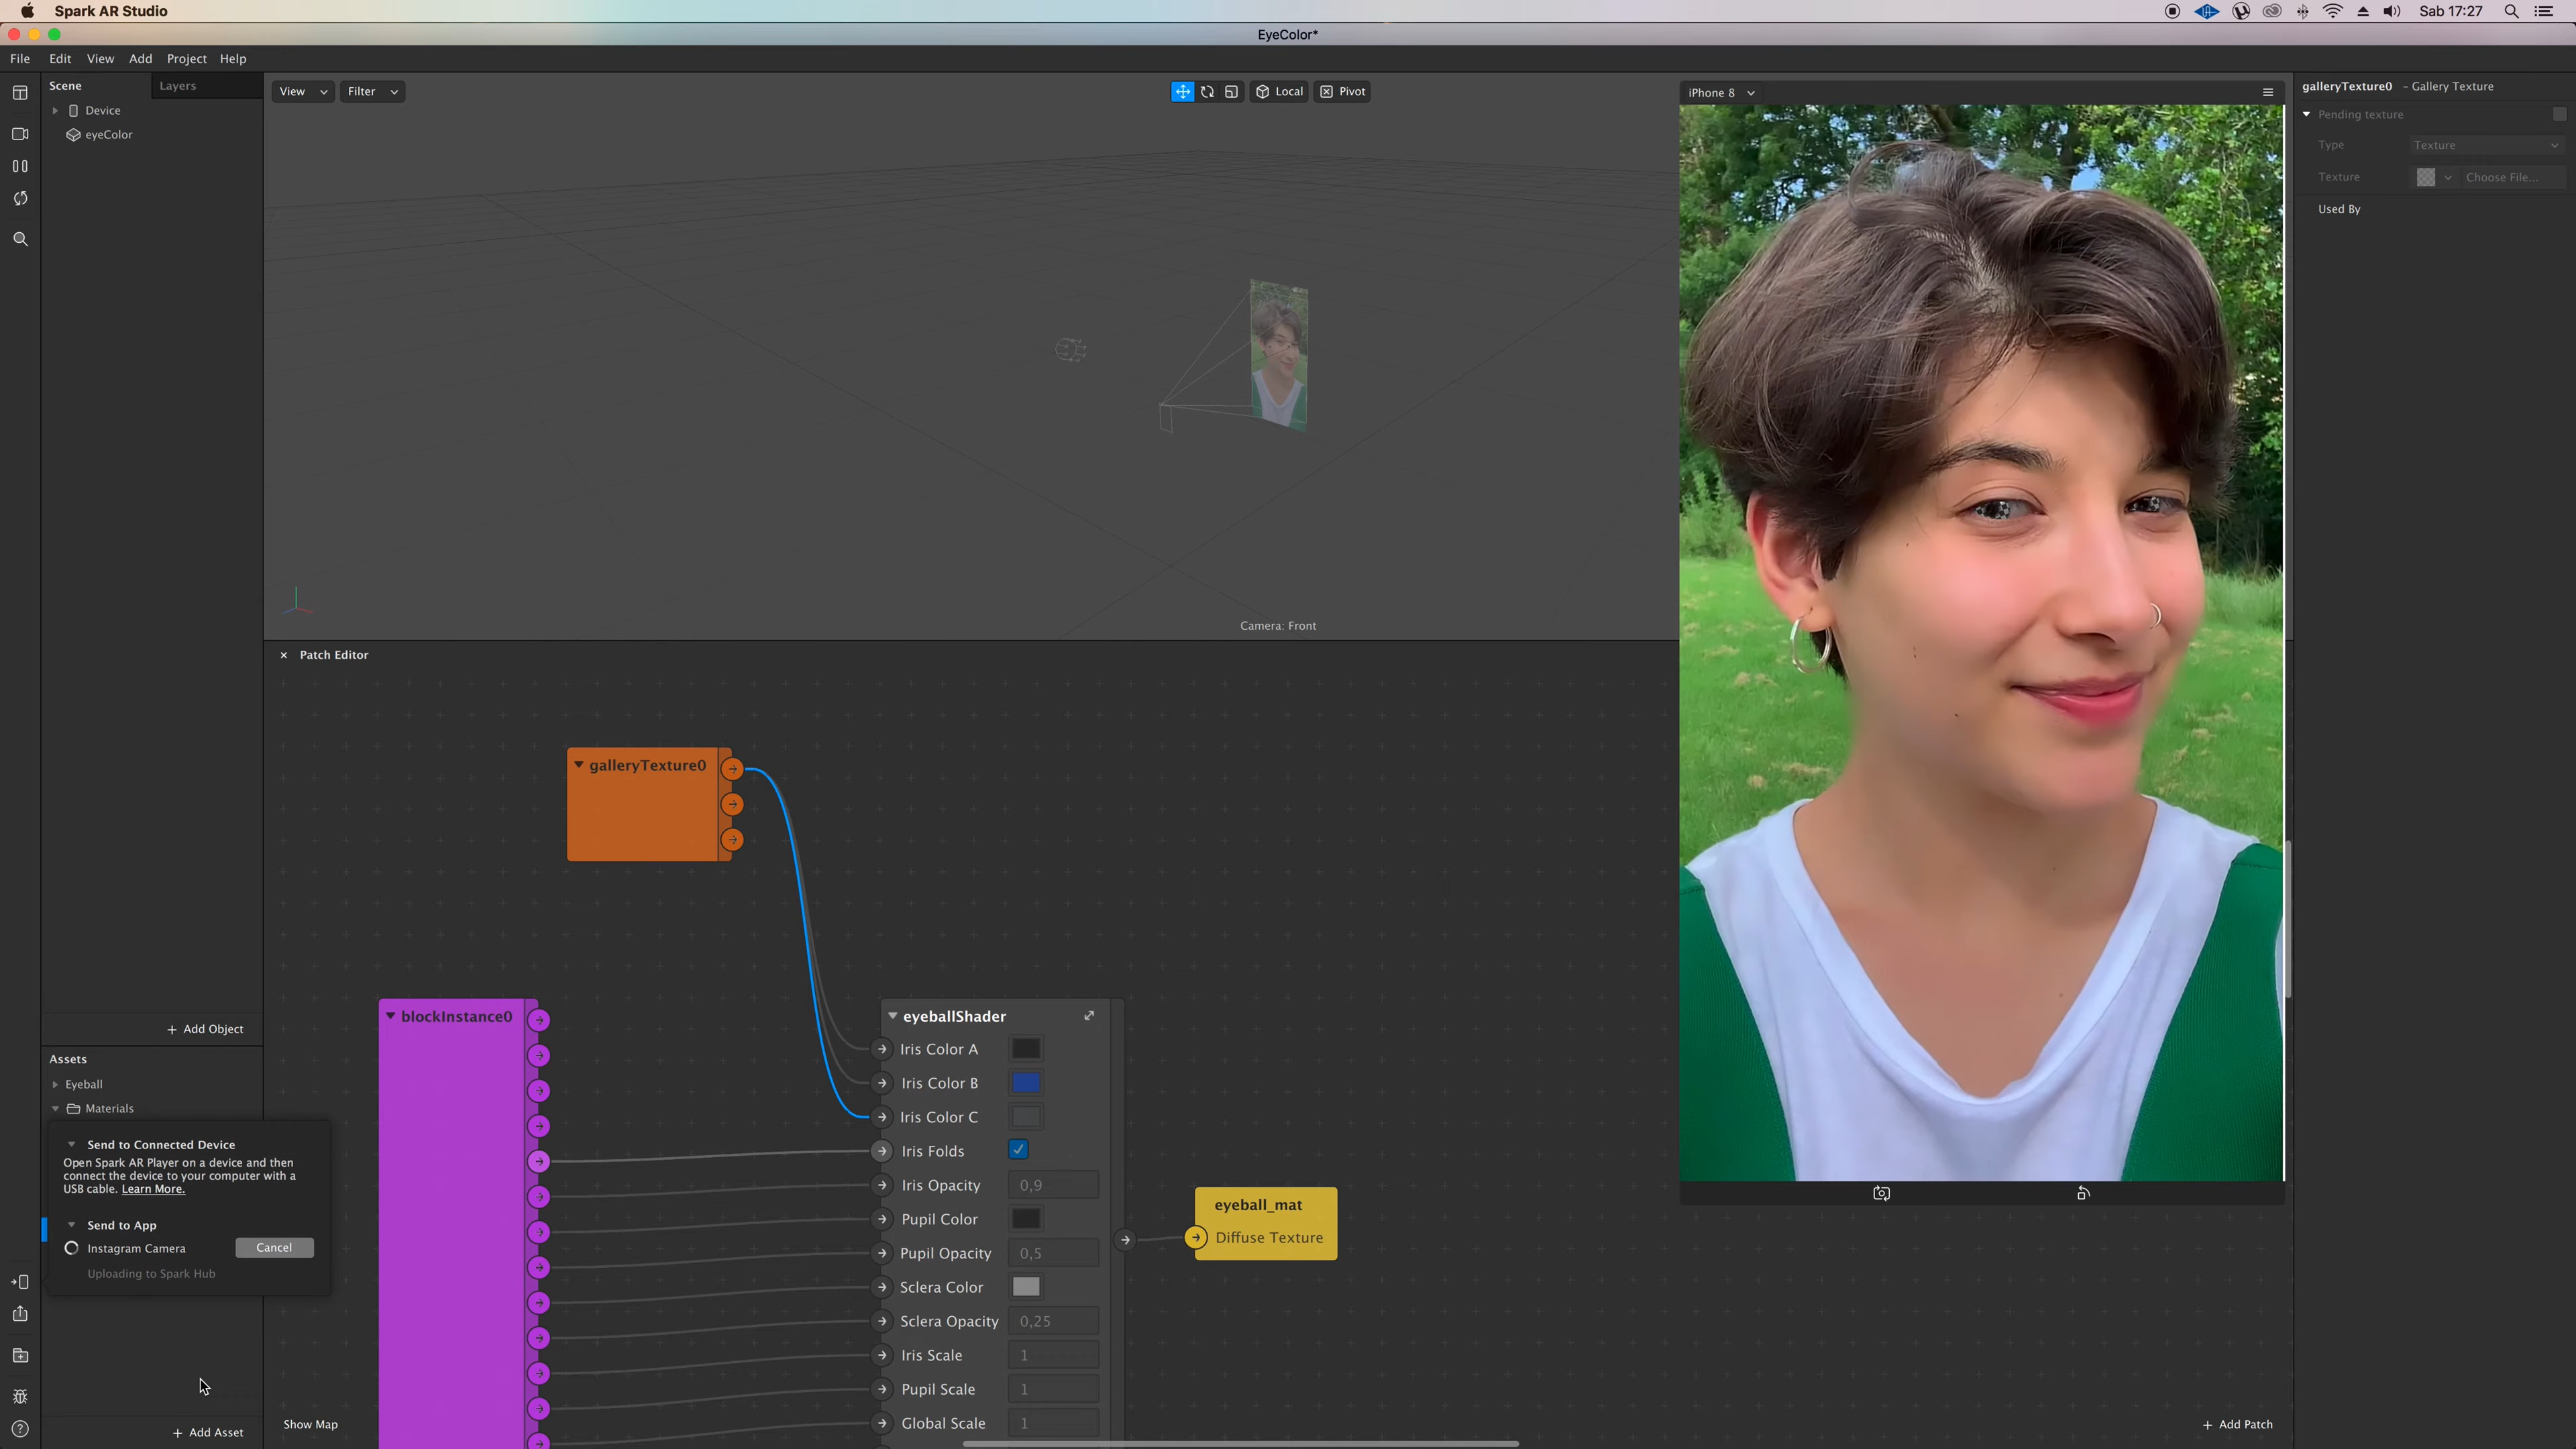 Spark AR Studio
Sab 17:27
EyeColor*
File Edit View Add Project Help
Scene Layers
Device
eyeColor
View Filter
Local Pivot
iPhone 8
galleryTexture0 - Gallery Texture
Pending texture
Type Texture
Texture Choose File...
Used By
Camera: Front
× Patch Editor
galleryTexture0
blockInstance0
eyeballShader
Iris Color A
Iris Color B
Iris Color C
Iris Folds
Iris Opacity 0,9
Pupil Color
Pupil Opacity 0,5
Sclera Color
Sclera Opacity 0,25
Iris Scale 1
Pupil Scale 1
Global Scale 1
eyeball_mat
Diffuse Texture
+ Add Object
Assets
Eyeball
Materials
Send to Connected Device
Open Spark AR Player on a device and then
connect the device to your computer with a
USB cable. Learn More.
Send to App
Instagram Camera Cancel
Uploading to Spark Hub
+ Add Asset
Show Map
+ Add Patch